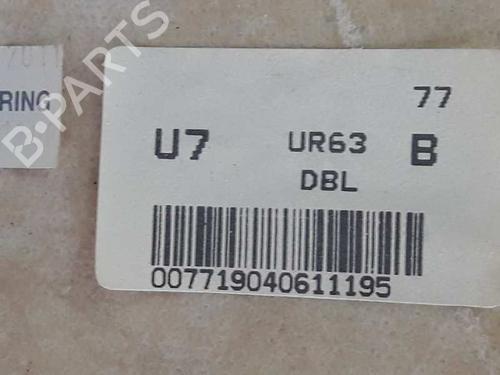 B-PARTS
RING
77
U7 UR63 B
DBL
007719040611195